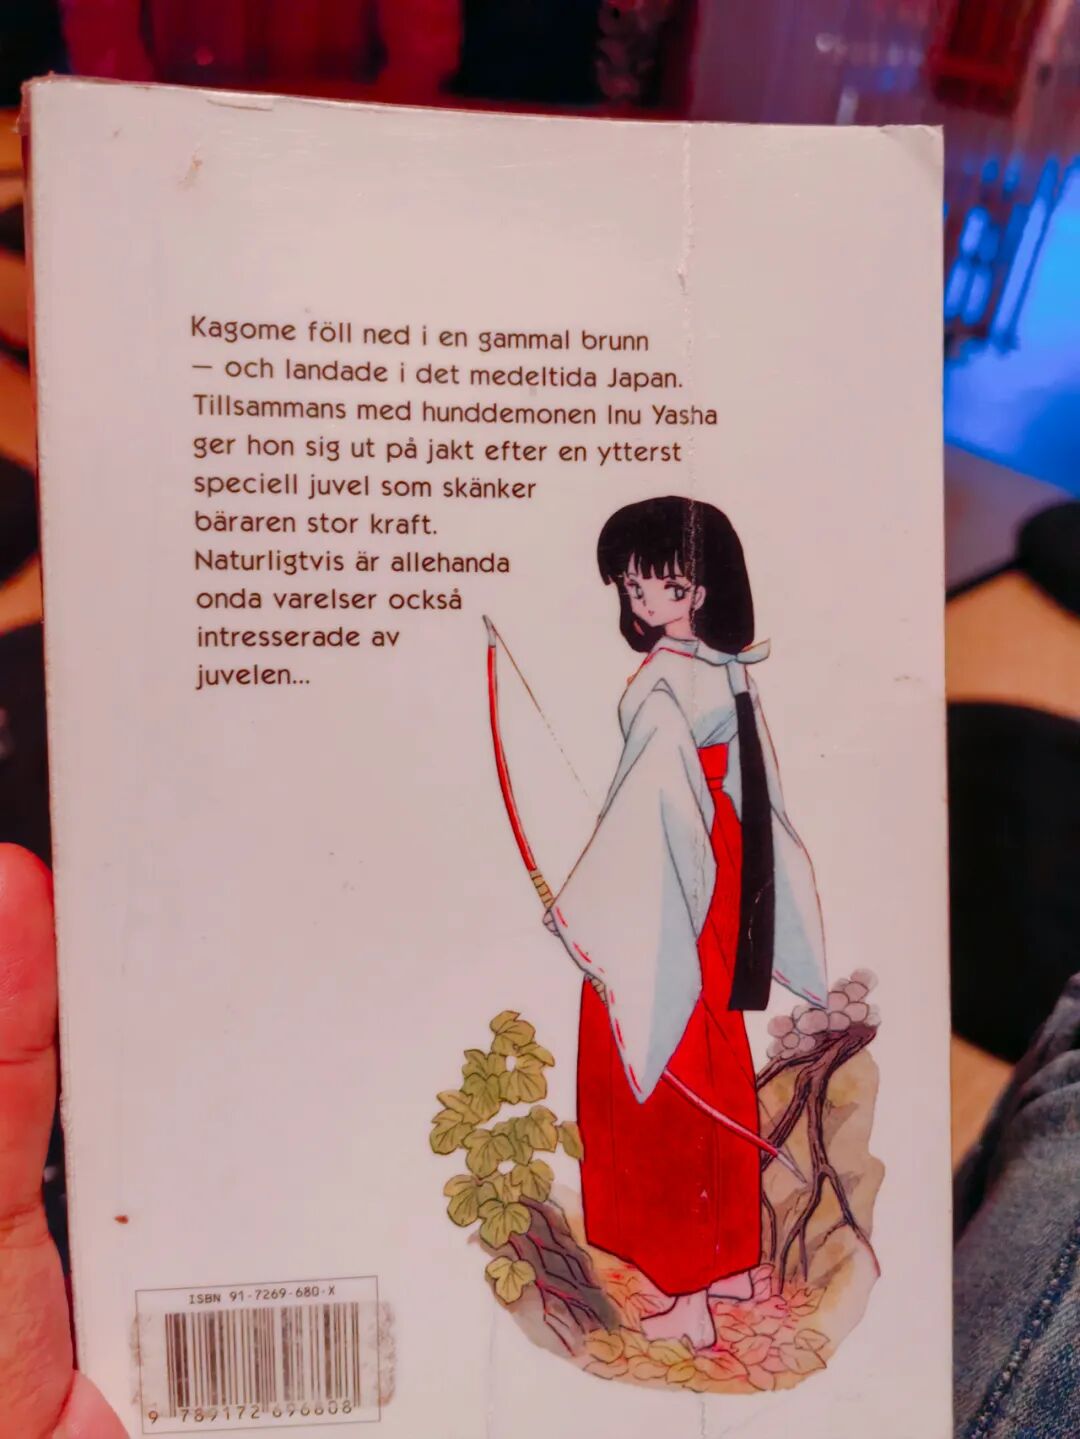 Kagome föll ned i en gammal brunn
— och landade i det medeltida Japan.
Tillsammans med hunddemonen Inu Yasha
ger hon sig ut på jakt efter en ytterst
speciell juvel som skänker
bäraren stor kraft.
Naturligtvis är allehanda
onda varelser också
intresserade av
juvelen...
ISBN 91-7269-680-X
9 789172 696808